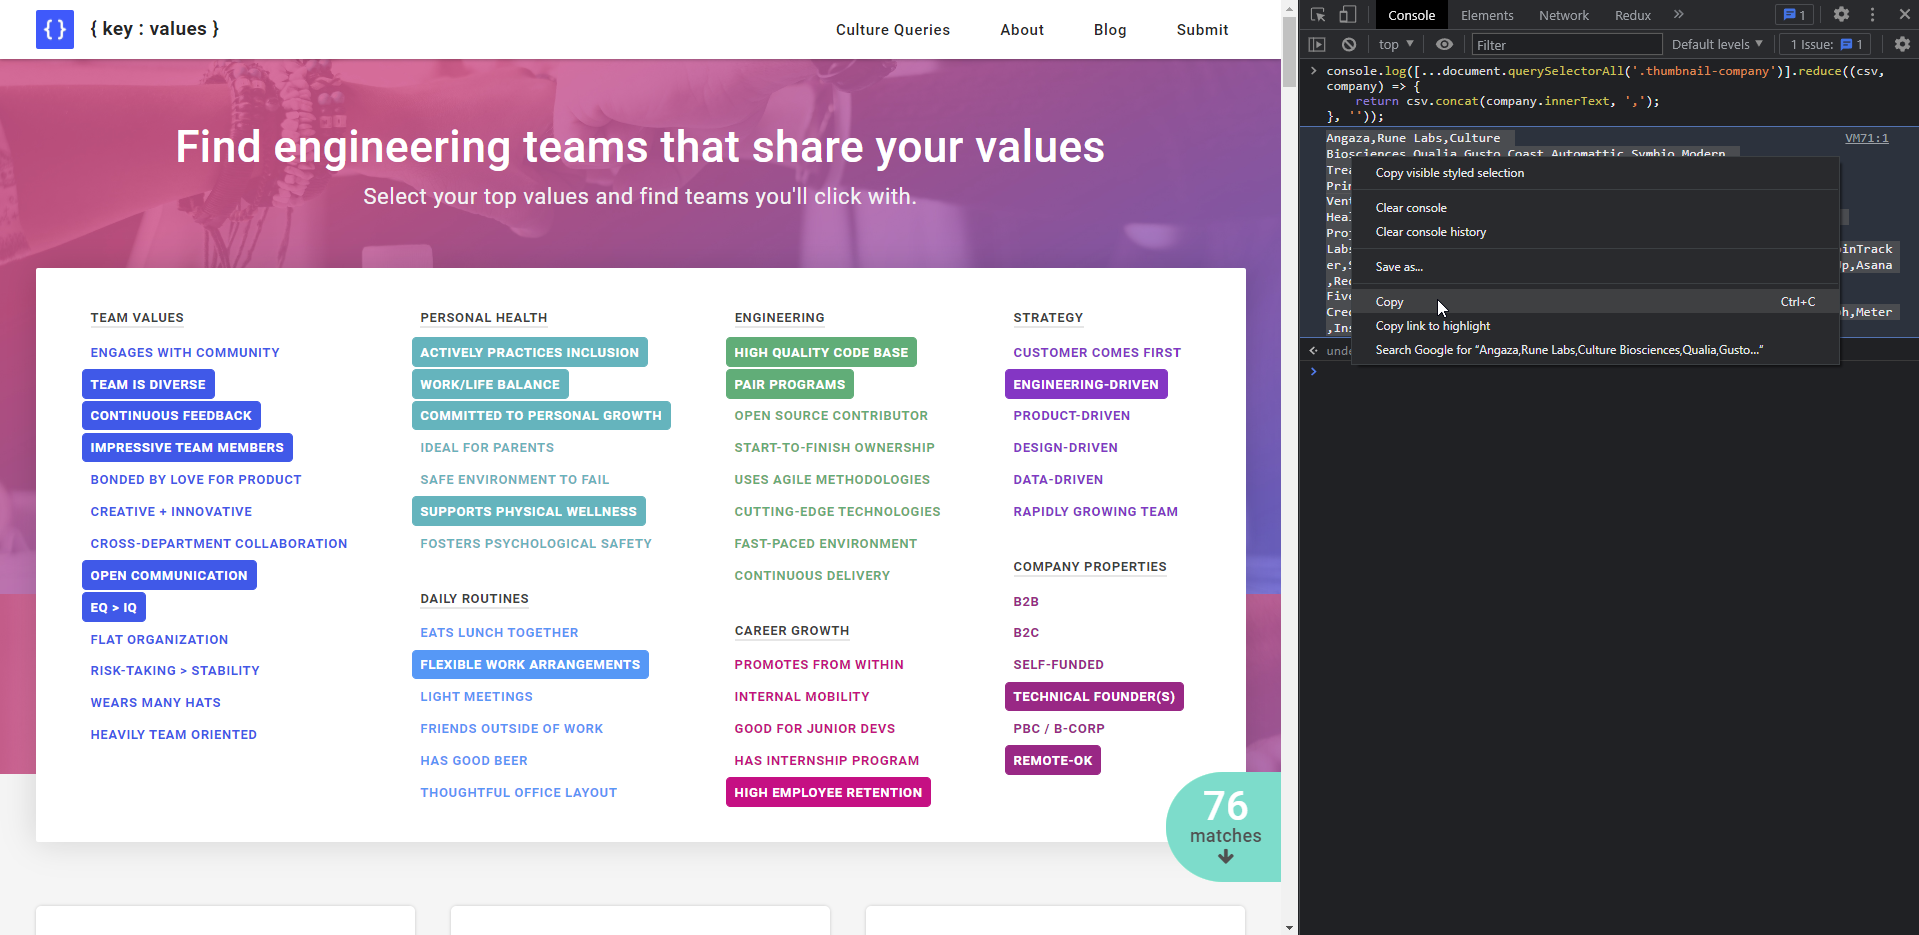 {} { key : values }
Culture Queries About Blog Submit
Find engineering teams that share your values
Select your top values and find teams you'll click with.
TEAM VALUES
ENGAGES WITH COMMUNITY
TEAM IS DIVERSE
CONTINUOUS FEEDBACK
IMPRESSIVE TEAM MEMBERS
BONDED BY LOVE FOR PRODUCT
CREATIVE + INNOVATIVE
CROSS-DEPARTMENT COLLABORATION
OPEN COMMUNICATION
EQ > IQ
FLAT ORGANIZATION
RISK-TAKING > STABILITY
WEARS MANY HATS
HEAVILY TEAM ORIENTED
PERSONAL HEALTH
ACTIVELY PRACTICES INCLUSION
WORK/LIFE BALANCE
COMMITTED TO PERSONAL GROWTH
IDEAL FOR PARENTS
SAFE ENVIRONMENT TO FAIL
SUPPORTS PHYSICAL WELLNESS
FOSTERS PSYCHOLOGICAL SAFETY
DAILY ROUTINES
EATS LUNCH TOGETHER
FLEXIBLE WORK ARRANGEMENTS
LIGHT MEETINGS
FRIENDS OUTSIDE OF WORK
HAS GOOD BEER
THOUGHTFUL OFFICE LAYOUT
ENGINEERING
HIGH QUALITY CODE BASE
PAIR PROGRAMS
OPEN SOURCE CONTRIBUTOR
START-TO-FINISH OWNERSHIP
USES AGILE METHODOLOGIES
CUTTING-EDGE TECHNOLOGIES
FAST-PACED ENVIRONMENT
CONTINUOUS DELIVERY
CAREER GROWTH
PROMOTES FROM WITHIN
INTERNAL MOBILITY
GOOD FOR JUNIOR DEVS
HAS INTERNSHIP PROGRAM
HIGH EMPLOYEE RETENTION
STRATEGY
CUSTOMER COMES FIRST
ENGINEERING-DRIVEN
PRODUCT-DRIVEN
DESIGN-DRIVEN
DATA-DRIVEN
RAPIDLY GROWING TEAM
COMPANY PROPERTIES
B2B
B2C
SELF-FUNDED
TECHNICAL FOUNDER(S)
PBC / B-CORP
REMOTE-OK
76
matches
Console Elements Network Redux » 1
top Filter Default levels 1 Issue: 1
console.log([...document.querySelectorAll('.thumbnail-company')].reduce((csv,
company) => {
return csv.concat(company.innerText, ',');
}, ''));
Angaza,Rune Labs,Culture VM71:1
Biosciences,Qualia,Gusto,Coast,Automattic,Symbio,Modern
Trea
Prin
Vent
Heal
Proj
Labs inTrack
er,S p,Asana
,Rec
Five
Cred h,Meter
,Ins
unde
Copy visible styled selection
Clear console
Clear console history
Save as...
Copy Ctrl+C
Copy link to highlight
Search Google for “Angaza,Rune Labs,Culture Biosciences,Qualia,Gusto...”